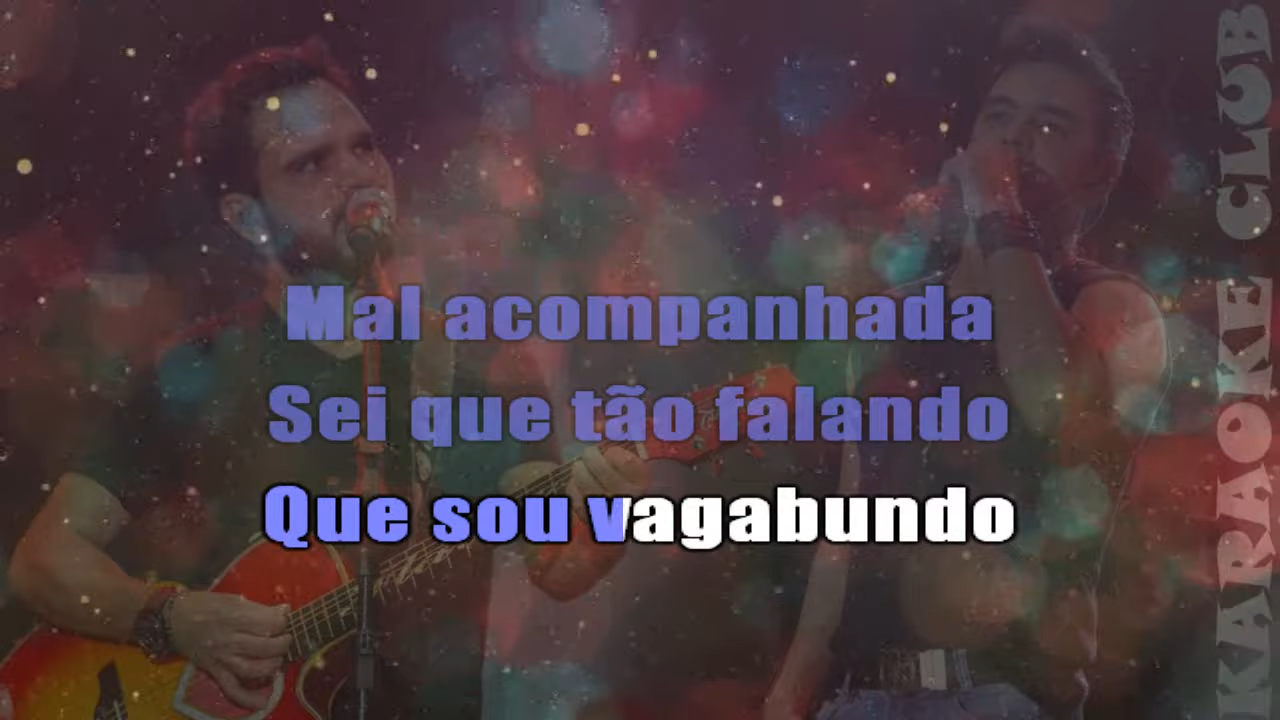 Mal acompanhada
Sei que tão falando
Que sou vagabundo
KARAOKE CLUB